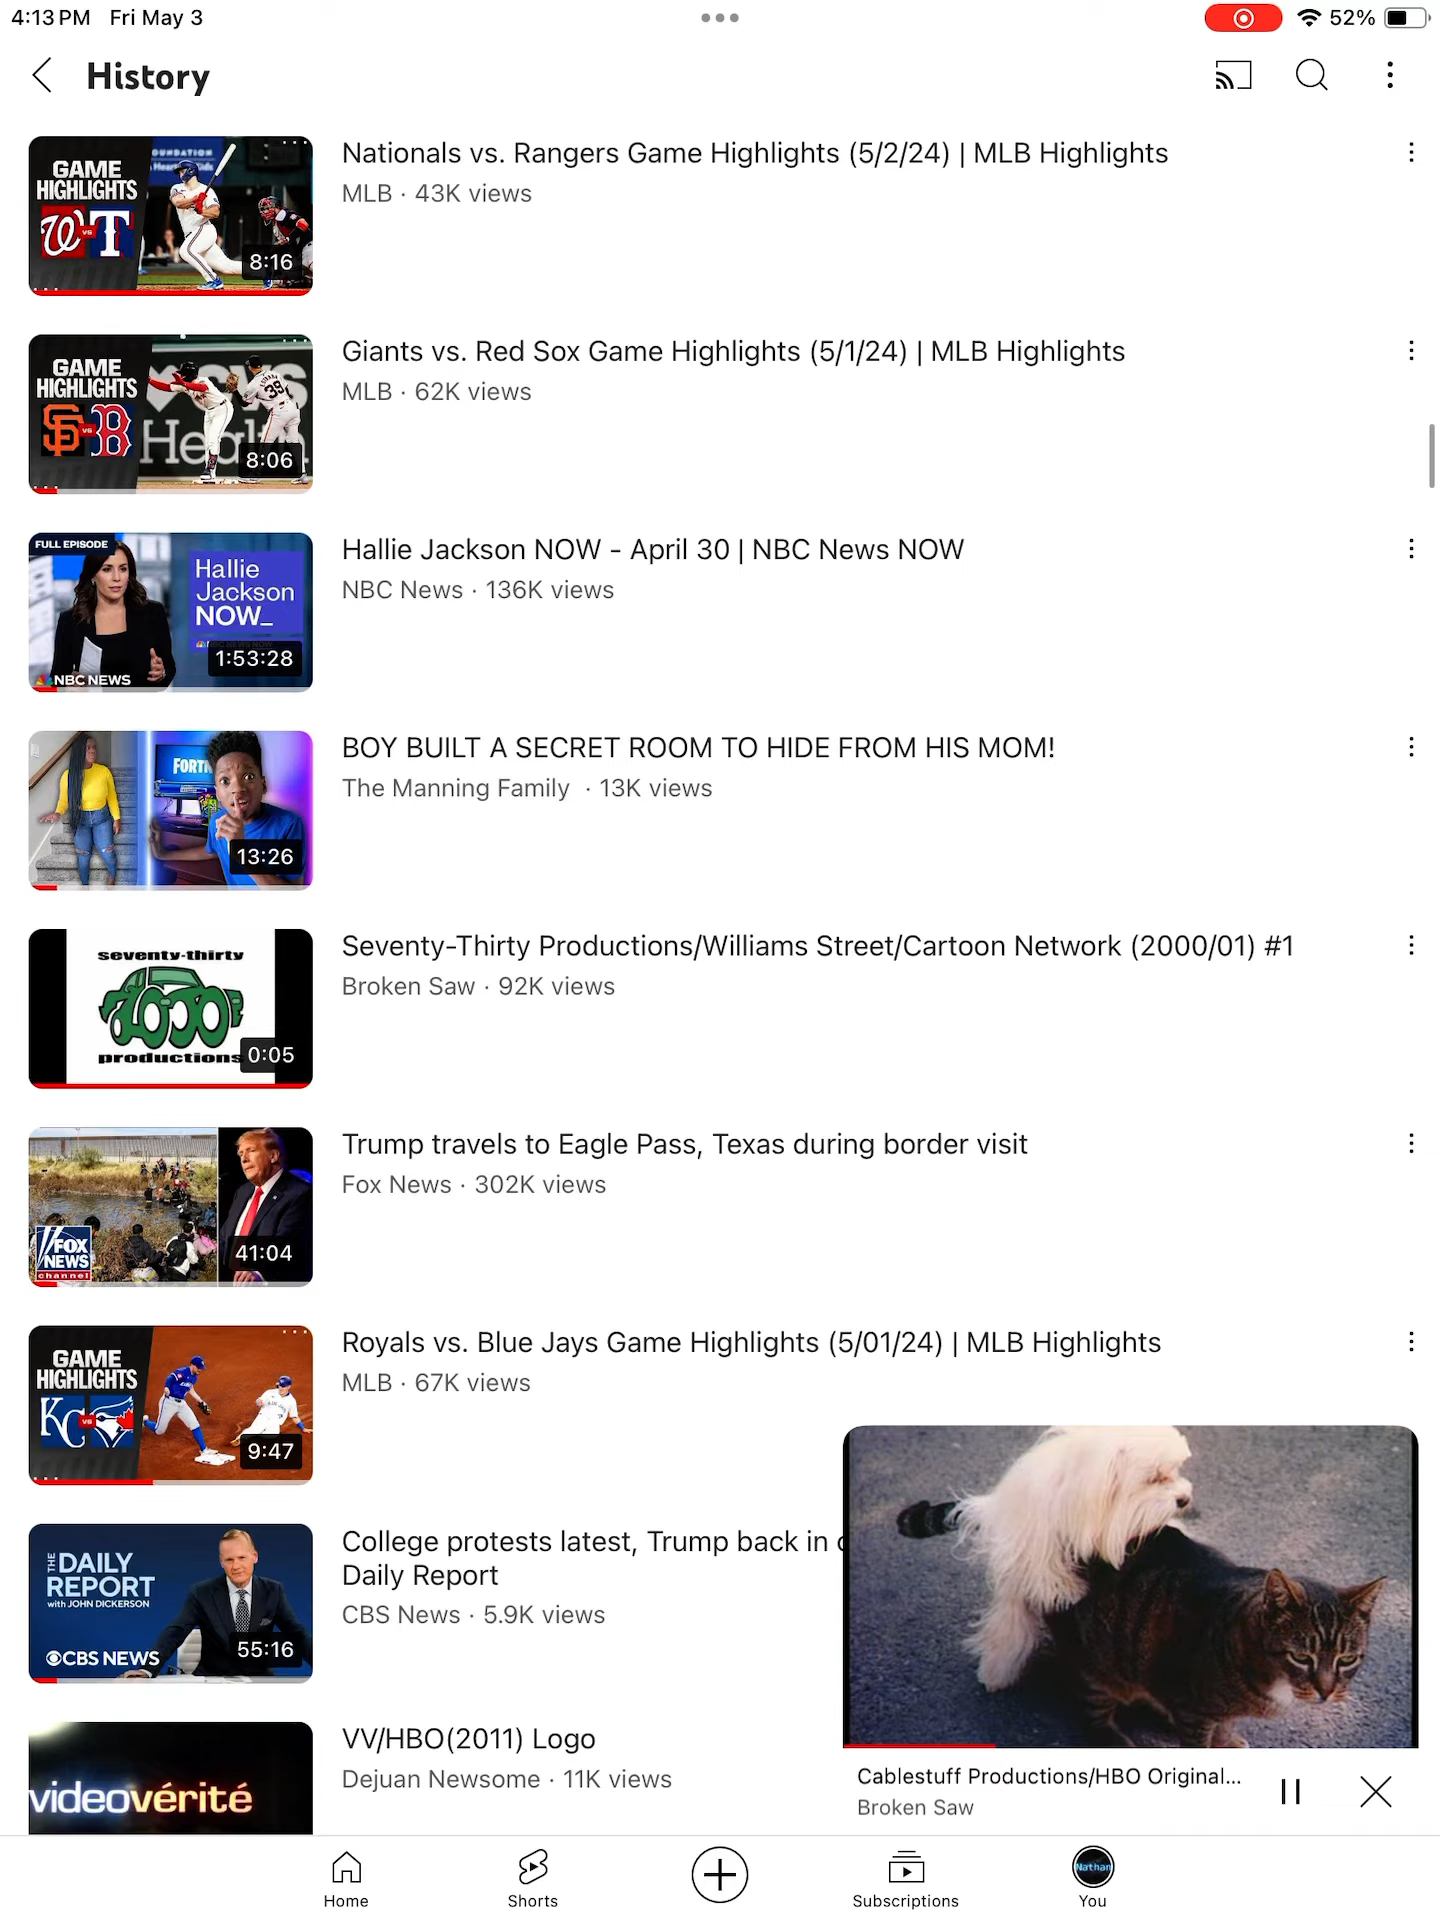 4:13 PM Fri May 3
52%
History
GAME
HIGHLIGHTS
W vs T
8:16
Nationals vs. Rangers Game Highlights (5/2/24) | MLB Highlights
MLB · 43K views
GAME
HIGHLIGHTS
SF vs B
39
8:06
Giants vs. Red Sox Game Highlights (5/1/24) | MLB Highlights
MLB · 62K views
FULL EPISODE
Hallie
Jackson
NOW_
NBC NEWS
1:53:28
Hallie Jackson NOW - April 30 | NBC News NOW
NBC News · 136K views
FORTN
13:26
BOY BUILT A SECRET ROOM TO HIDE FROM HIS MOM!
The Manning Family · 13K views
seventy-thirty
productions
0:05
Seventy-Thirty Productions/Williams Street/Cartoon Network (2000/01) #1
Broken Saw · 92K views
FOX
NEWS
channel
41:04
Trump travels to Eagle Pass, Texas during border visit
Fox News · 302K views
GAME
HIGHLIGHTS
KC vs
9:47
Royals vs. Blue Jays Game Highlights (5/01/24) | MLB Highlights
MLB · 67K views
THE DAILY
REPORT
with JOHN DICKERSON
CBS NEWS
55:16
College protests latest, Trump back in
Daily Report
CBS News · 5.9K views
videovérité
VV/HBO(2011) Logo
Dejuan Newsome · 11K views
Cablestuff Productions/HBO Original...
Broken Saw
Home
Shorts
Subscriptions
Nathan
You